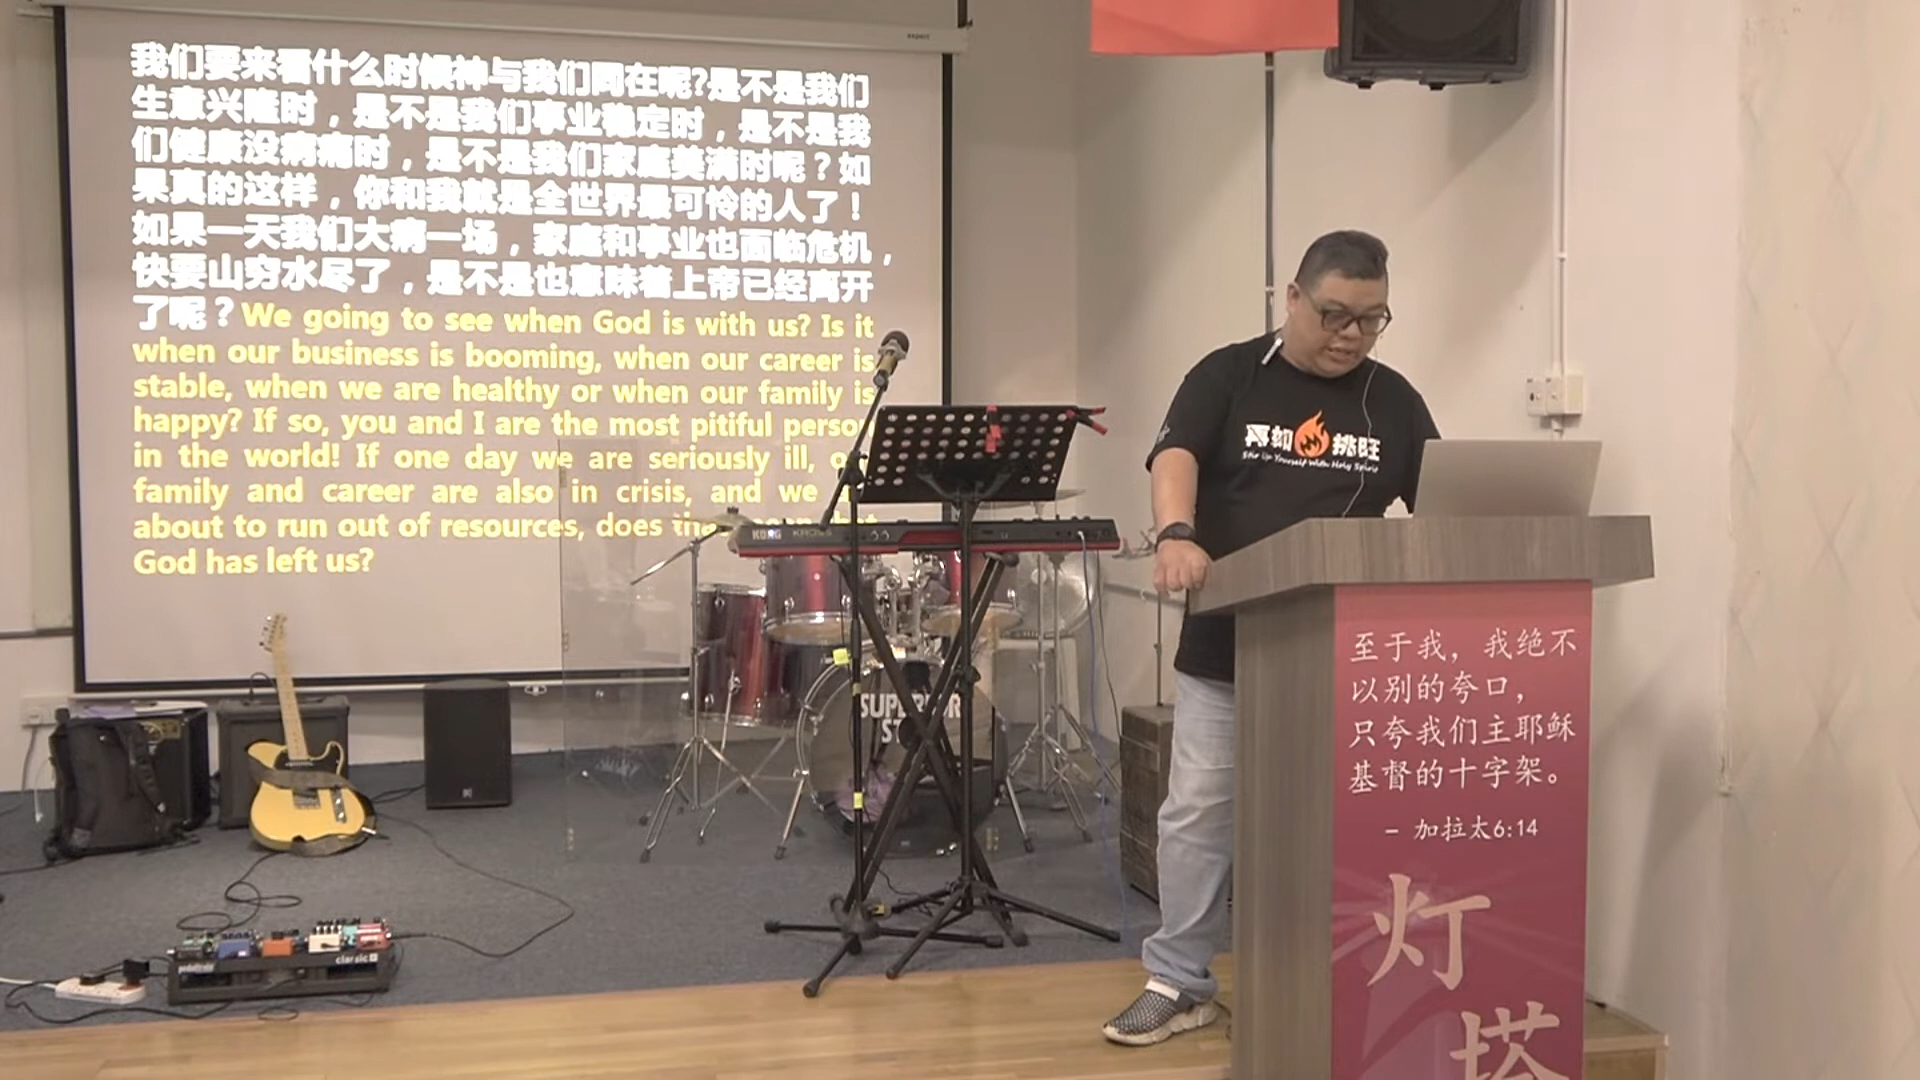 我们要来看什么时候神与我们同在呢?是不是我们
生意兴隆时，是不是我们事业稳定时，是不是我
们健康没病痛时，是不是我们家庭美满时呢？如
果真的这样，你和我就是全世界最可怜的人了！
如果一天我们大病一场，家庭和事业也面临危机，
快要山穷水尽了，是不是也意味着上帝已经离开
了呢？We going to see when God is with us? Is it
when our business is booming, when our career is
stable, when we are healthy or when our family is
happy? If so, you and I are the most pitiful person
in the world! If one day we are seriously ill,
family and career are also in crisis, and we
about to run out of resources, does
God has left us?
再如挑旺
Stir Up Yourself With Holy Spirit
KORG KROSS
SUPERIOR
classic
至于我，我绝不
以别的夸口，
只夸我们主耶稣
基督的十字架。
– 加拉太6:14
灯
塔